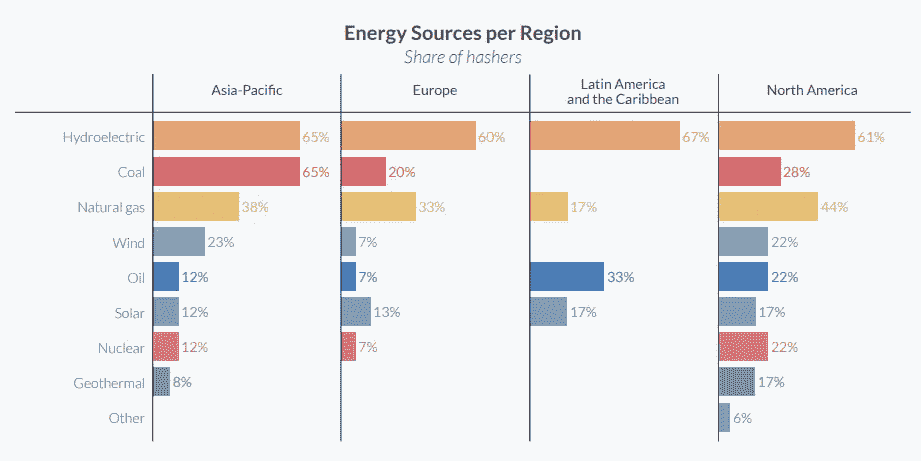 Energy Sources per Region
Share of hashers
Asia-Pacific Europe Latin America and the Caribbean North America
Hydroelectric 65% 60% 67% 61%
Coal 65% 20% 28%
Natural gas 38% 33% 17% 44%
Wind 23% 7% 22%
Oil 12% 7% 33% 22%
Solar 12% 13% 17% 17%
Nuclear 12% 7% 22%
Geothermal 8% 17%
Other 6%